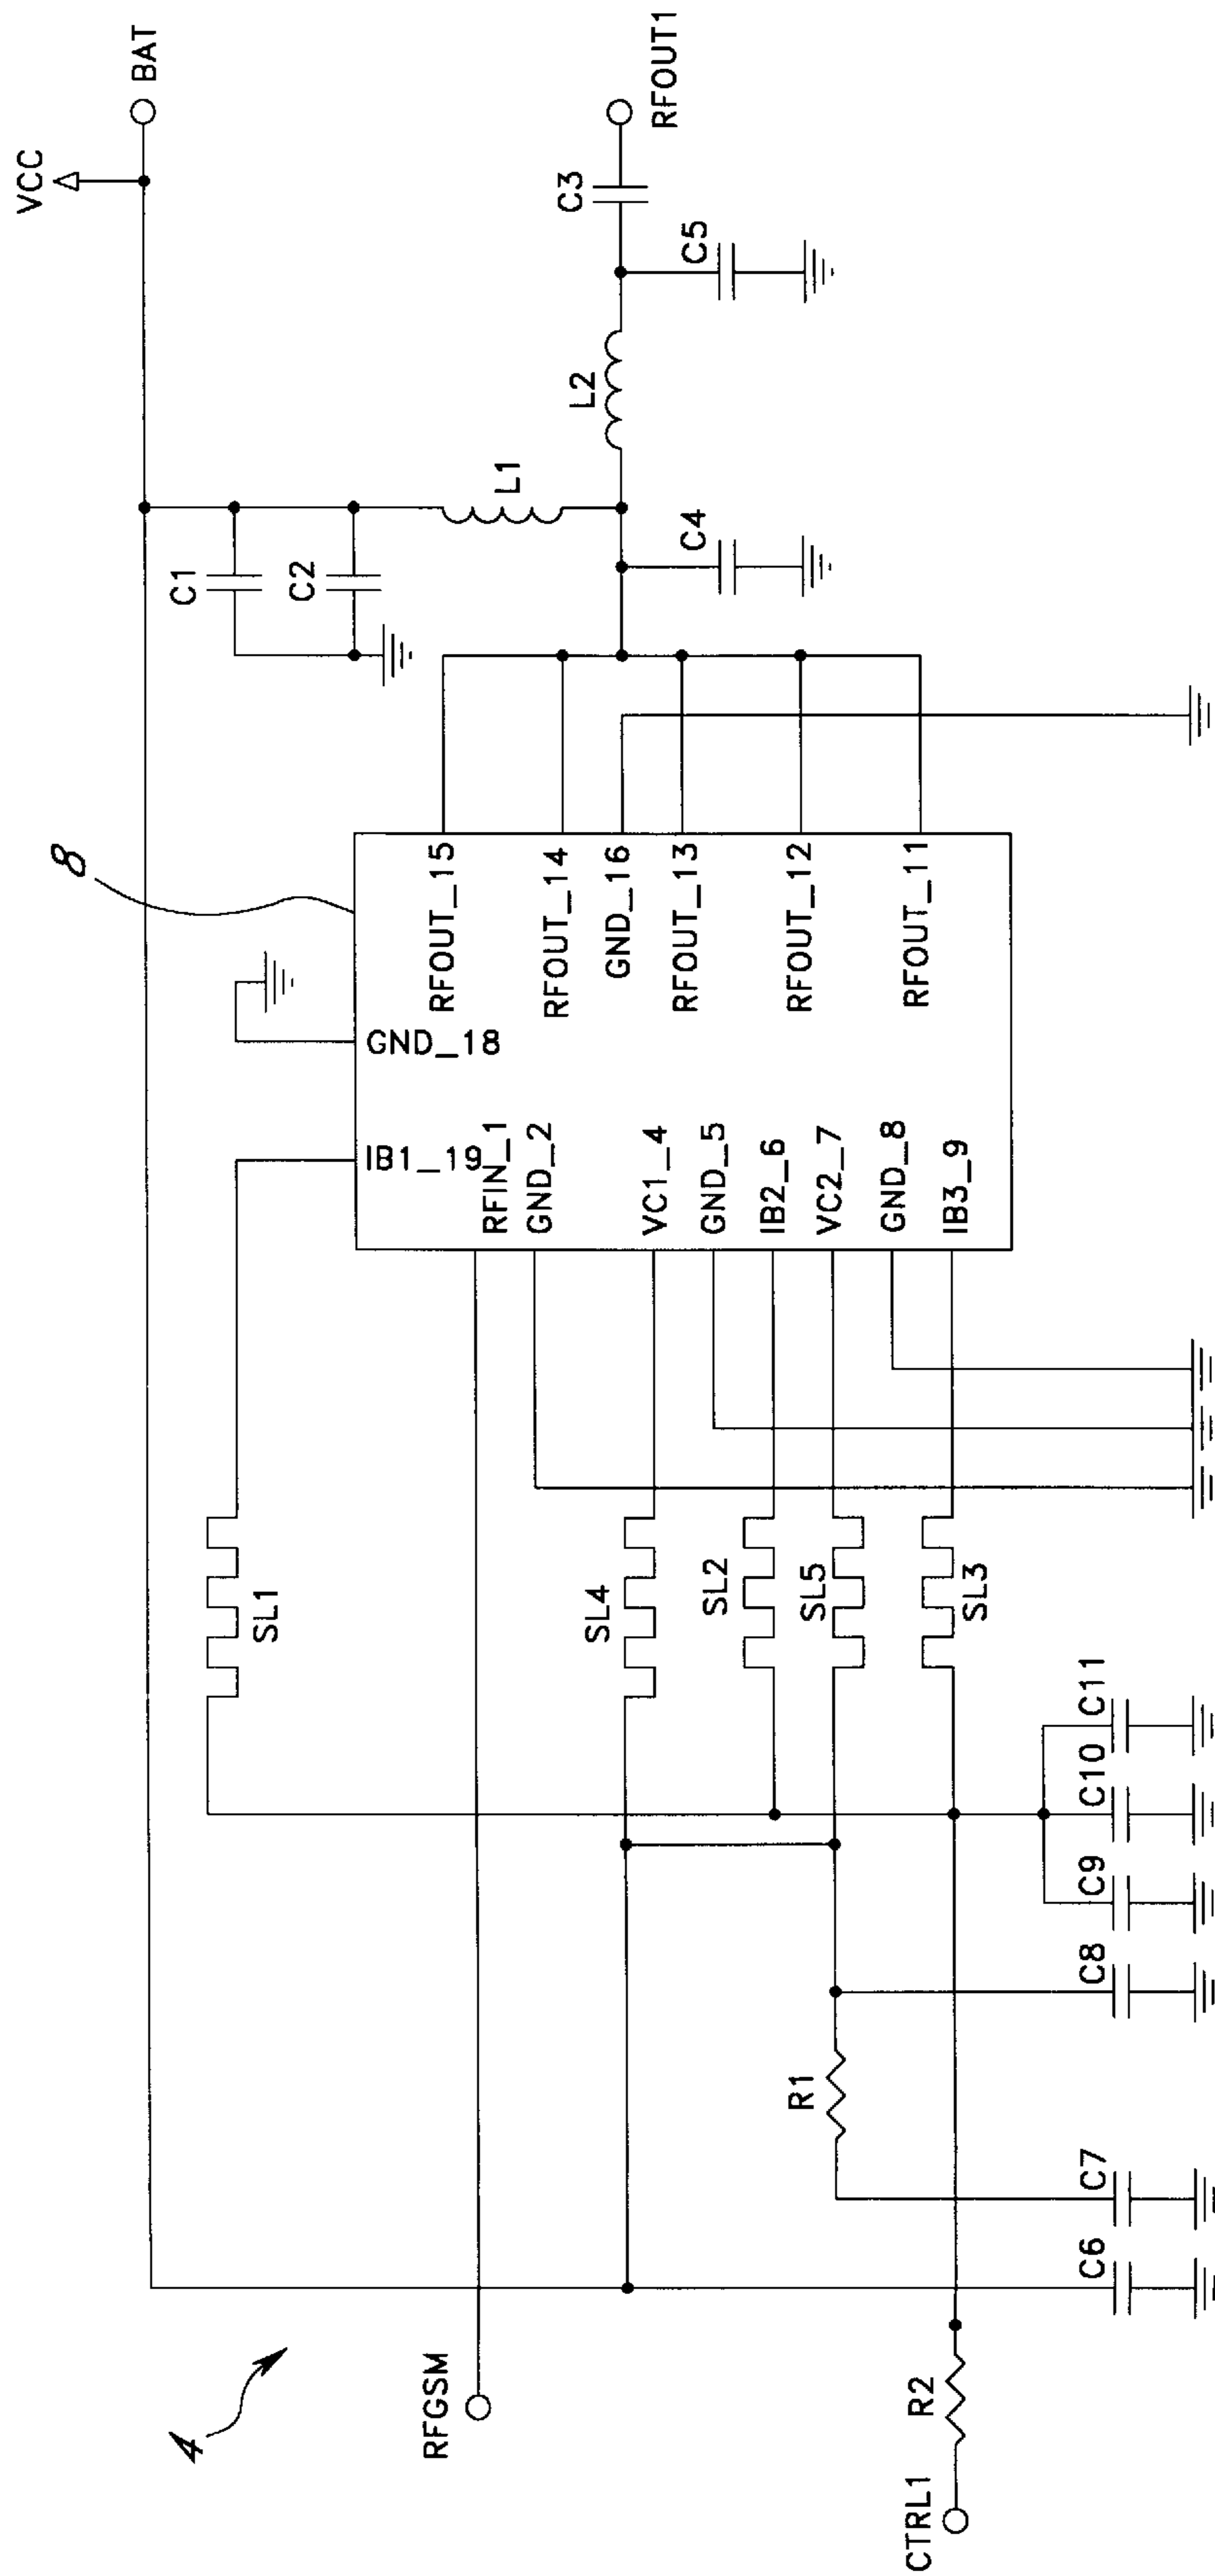 VCC
BAT
8
C1
C2
L1
L2
C3
RFOUT1
C4
C5
SL1
IB1_19
GND_18
RFIN_1
GND_2
VC1_4
GND_5
IB2_6
VC2_7
GND_8
IB3_9
RFOUT_15
RFOUT_14
GND_16
RFOUT_13
RFOUT_12
RFOUT_11
SL4
SL2
SL5
SL3
4
RFGSM
R1
CTRL1
R2
C6
C7
C8
C9
C10
C11